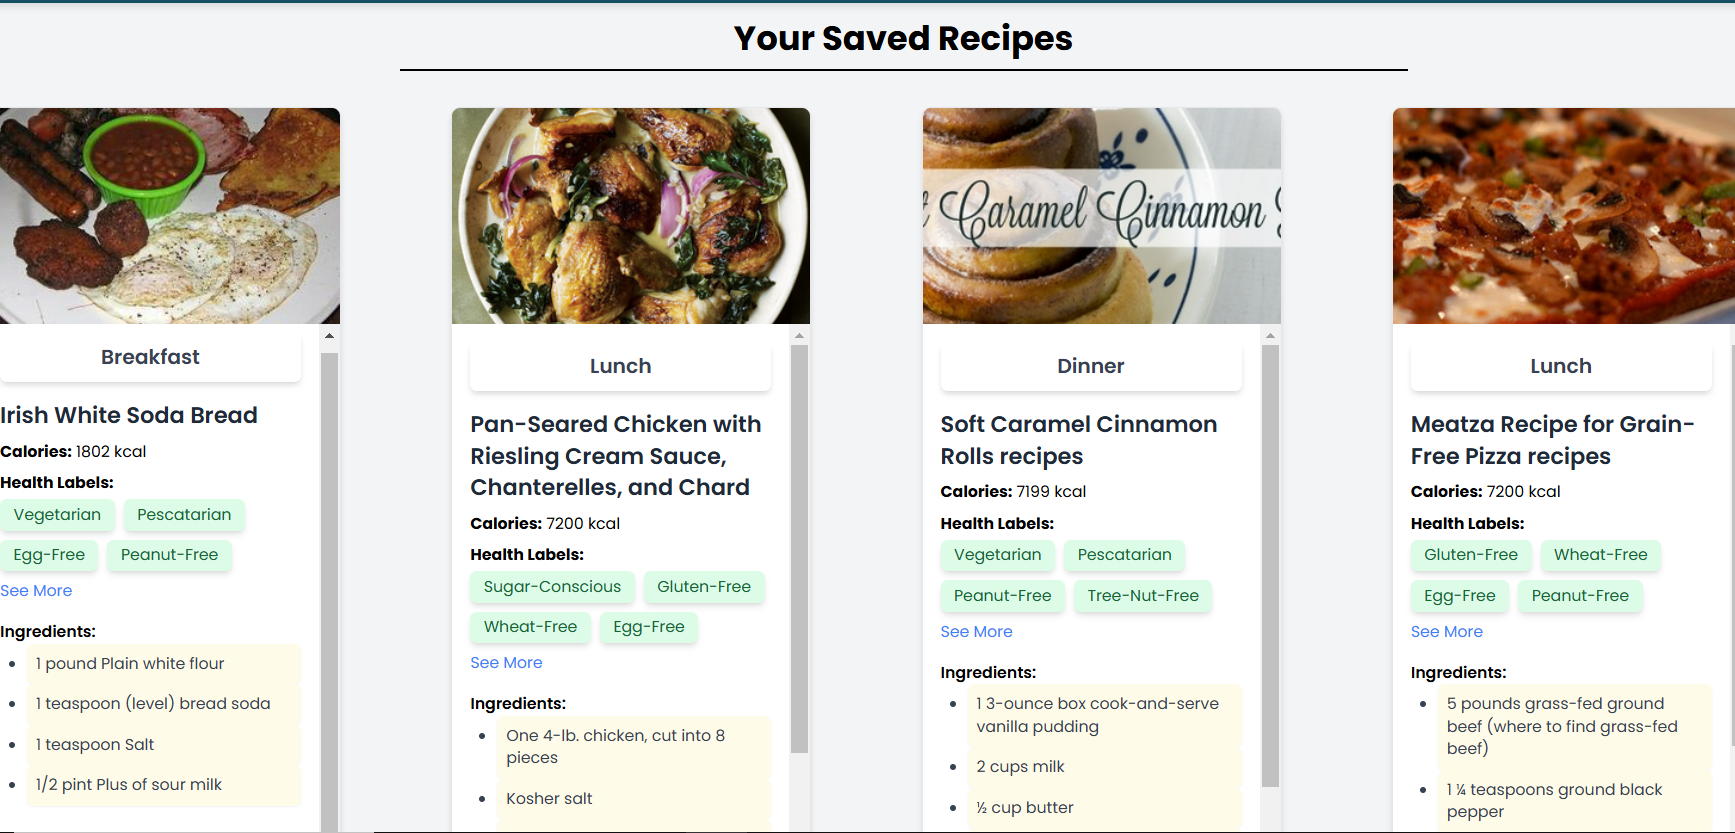 Your Saved Recipes
Breakfast
Irish White Soda Bread
Calories: 1802 kcal
Health Labels:
Vegetarian Pescatarian
Egg-Free Peanut-Free
See More
Ingredients:
1 pound Plain white flour
1 teaspoon (level) bread soda
1 teaspoon Salt
1/2 pint Plus of sour milk
Lunch
Pan-Seared Chicken with
Riesling Cream Sauce,
Chanterelles, and Chard
Calories: 7200 kcal
Health Labels:
Sugar-Conscious Gluten-Free
Wheat-Free Egg-Free
See More
Ingredients:
One 4-lb. chicken, cut into 8
pieces
Kosher salt
Caramel Cinnamon
Dinner
Soft Caramel Cinnamon
Rolls recipes
Calories: 7199 kcal
Health Labels:
Vegetarian Pescatarian
Peanut-Free Tree-Nut-Free
See More
Ingredients:
1 3-ounce box cook-and-serve
vanilla pudding
2 cups milk
½ cup butter
Lunch
Meatza Recipe for Grain-
Free Pizza recipes
Calories: 7200 kcal
Health Labels:
Gluten-Free Wheat-Free
Egg-Free Peanut-Free
See More
Ingredients:
5 pounds grass-fed ground
beef (where to find grass-fed
beef)
1 ¼ teaspoons ground black
pepper